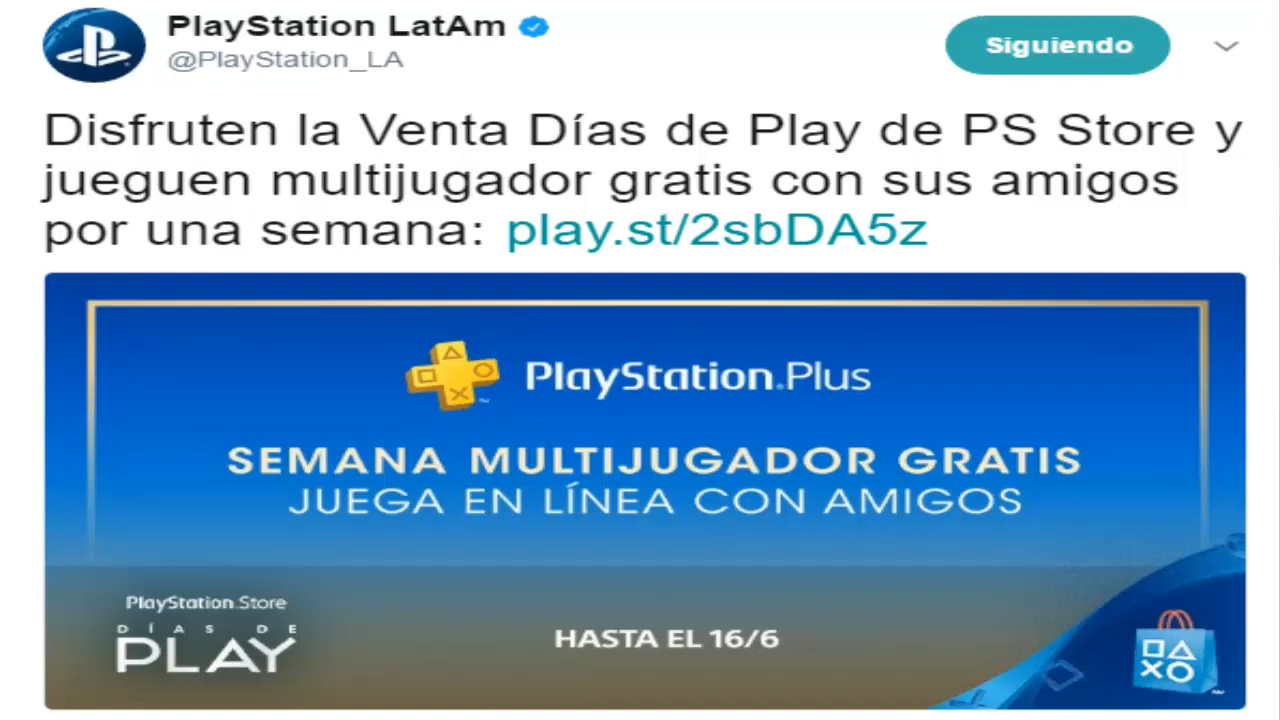 PlayStation LatAm
@PlayStation_LA
Siguiendo
Disfruten la Venta Días de Play de PS Store y
jueguen multijugador gratis con sus amigos
por una semana: play.st/2sbDA5z
PlayStation.Plus
SEMANA MULTIJUGADOR GRATIS
JUEGA EN LÍNEA CON AMIGOS
PlayStation.Store
DÍAS DE
PLAY
HASTA EL 16/6